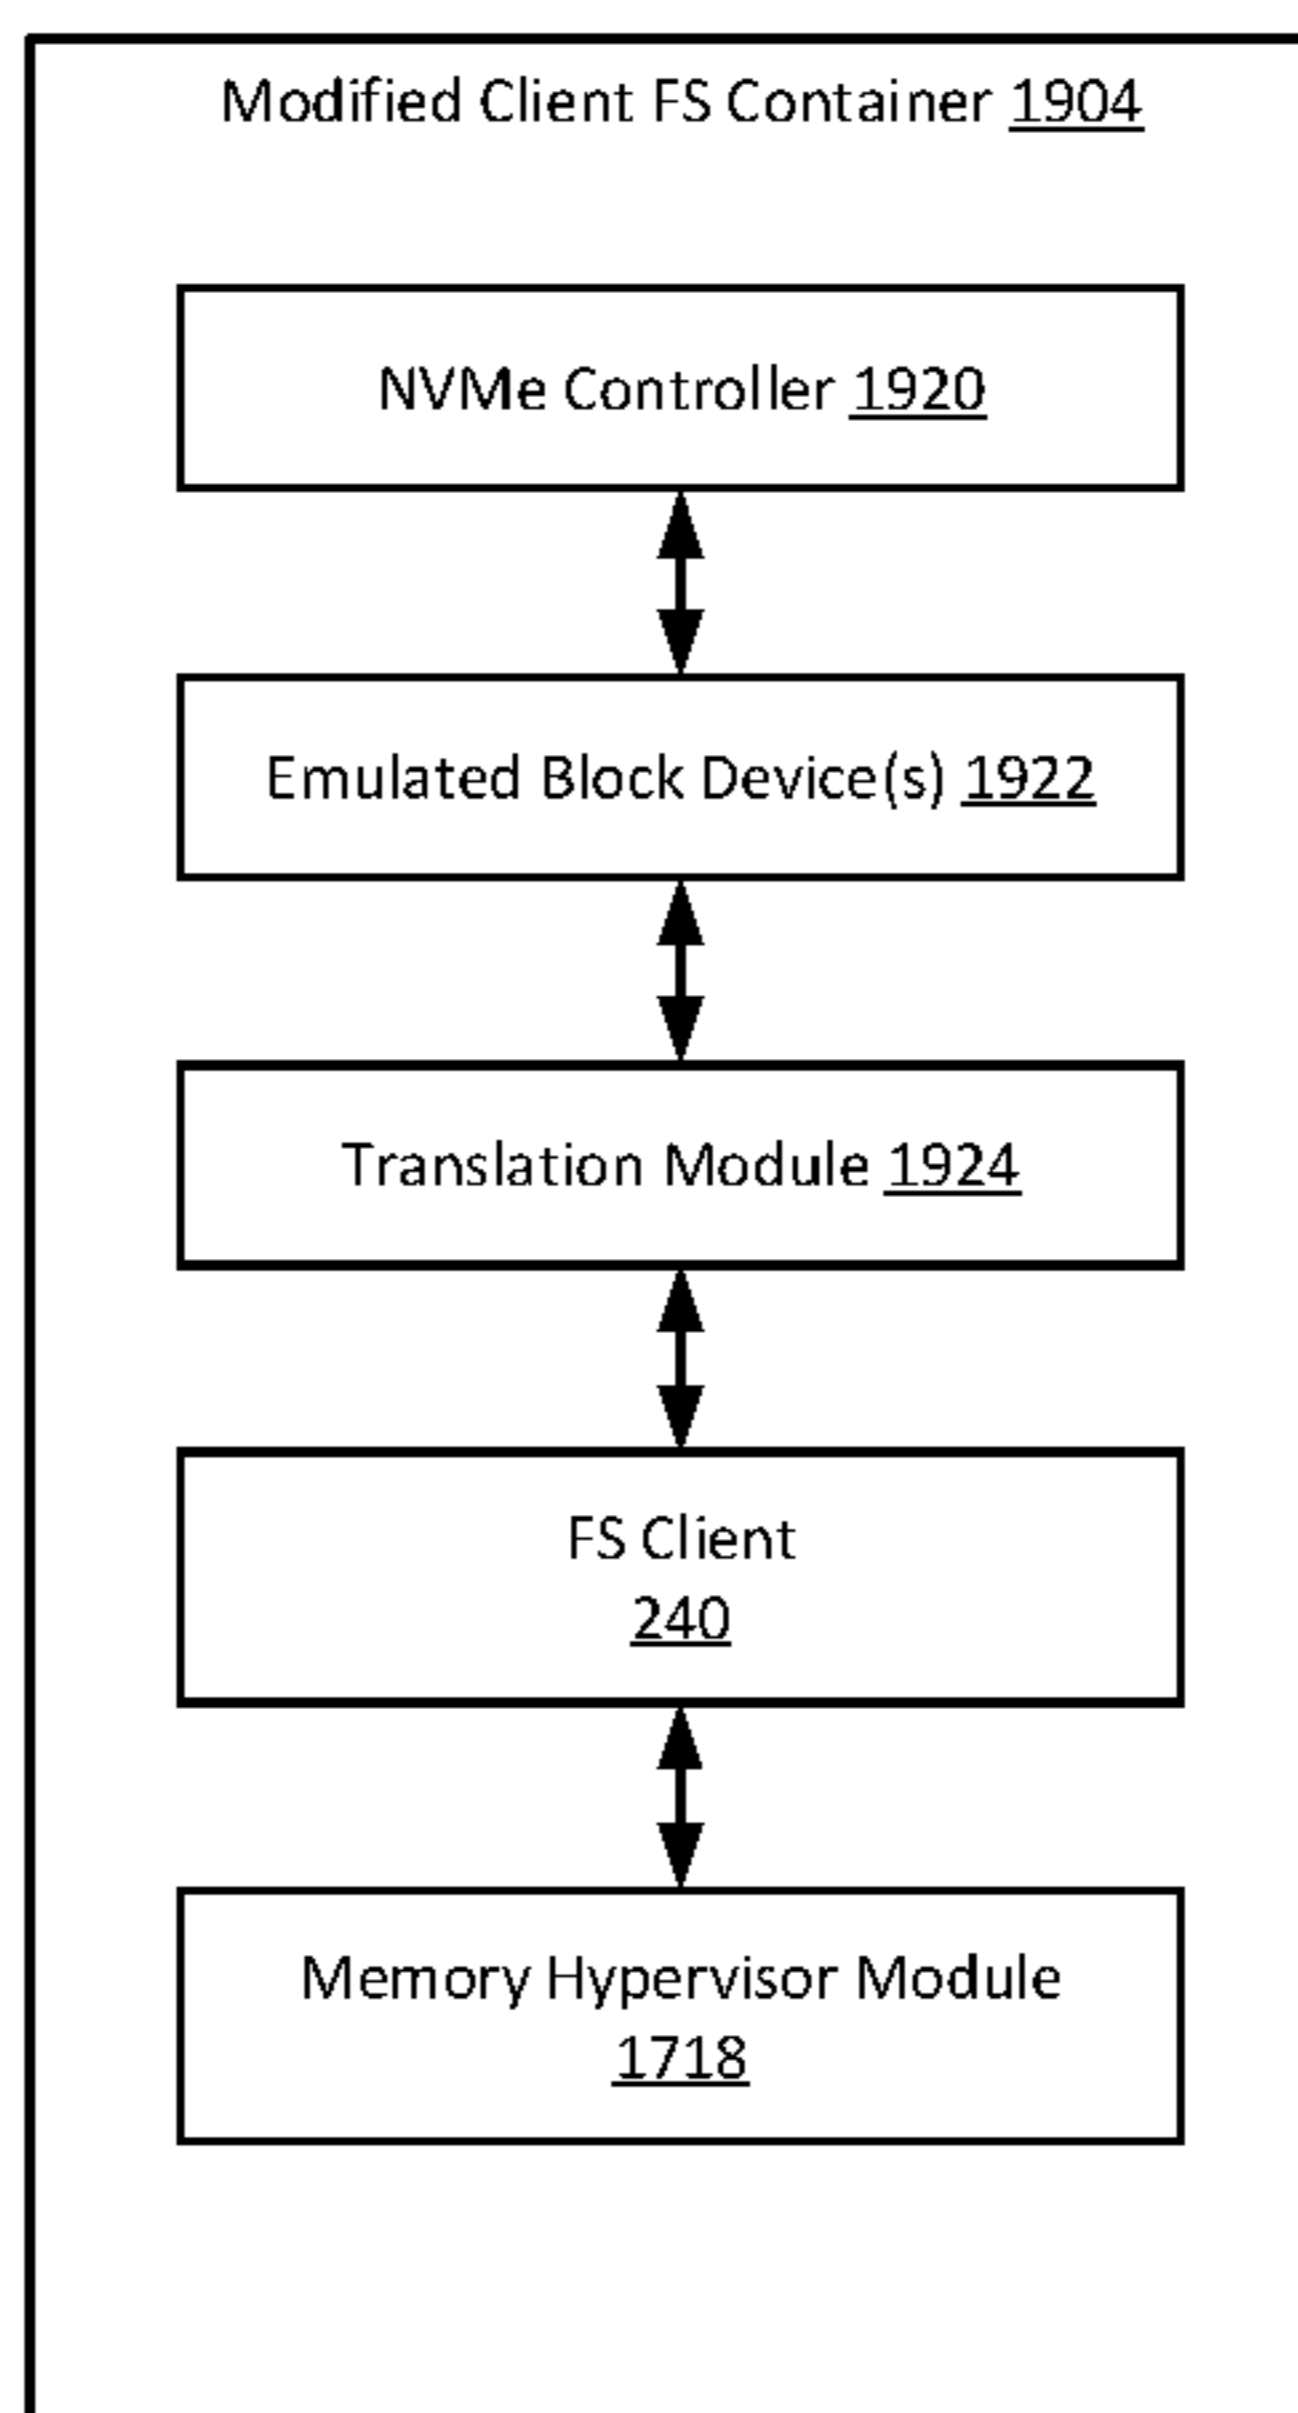 Modified Client FS Container 1904
NVMe Controller 1920
Emulated Block Device(s) 1922
Translation Module 1924
FS Client
240
Memory Hypervisor Module
1718